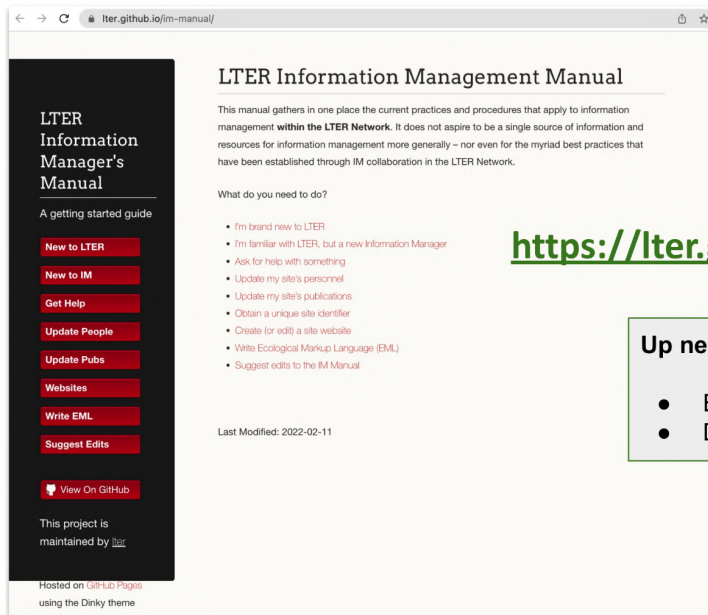 lter.github.io/im-manual/
LTER
Information
Manager's
Manual
A getting started guide
New to LTER
New to IM
Get Help
Update People
Update Pubs
Websites
Write EML
Suggest Edits
View On GitHub
This project is
maintained by lter
Hosted on GitHub Pages
using the Dinky theme
LTER Information Management Manual
This manual gathers in one place the current practices and procedures that apply to information
management within the LTER Network. It does not aspire to be a single source of information and
resources for information management more generally – nor even for the myriad best practices that
have been established through IM collaboration in the LTER Network.
What do you need to do?
• I'm brand new to LTER
• I'm familiar with LTER, but a new Information Manager
• Ask for help with something
• Update my site's personnel
• Update my site's publications
• Obtain a unique site identifier
• Create (or edit) a site website
• Write Ecological Markup Language (EML)
• Suggest edits to the IM Manual
Last Modified: 2022-02-11
https://lter.
Up ne